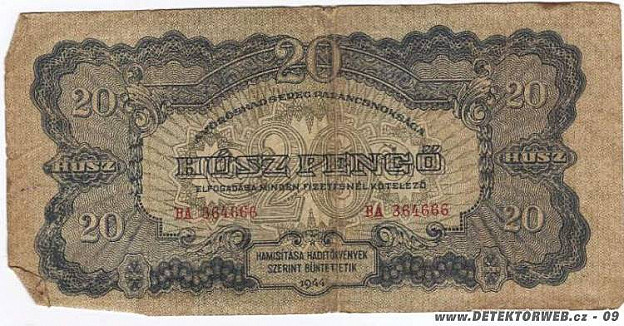 20
20 20
A VÖRÖSHADSEREG PARANCSNOKSÁGA
20
HÚSZ HÚSZ PENGŐ HÚSZ
ELFOGADÁSA MINDEN FIZETÉSNÉL KÖTELEZŐ
BA 364666 BA 364666
20 20
HAMISÍTÁSA HADITÖRVÉNYEK
SZERINT BÜNTETTETIK
1944
www.DETEKTORWEB.cz - 09